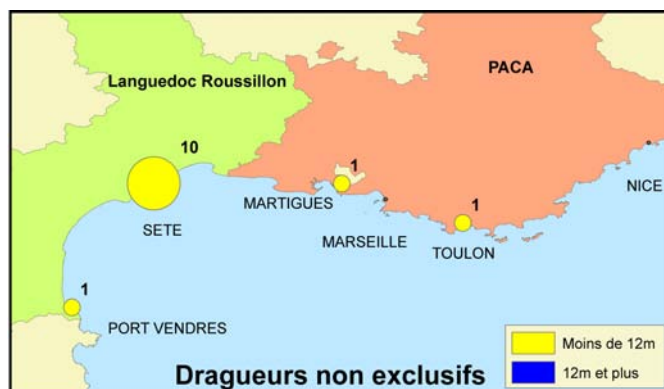 PACA
Languedoc Roussillon
10
1
MARTIGUES
NICE
1
SETE
MARSEILLE
TOULON
1
PORT VENDRES
Moins de 12m
12m et plus
Dragueurs non exclusifs